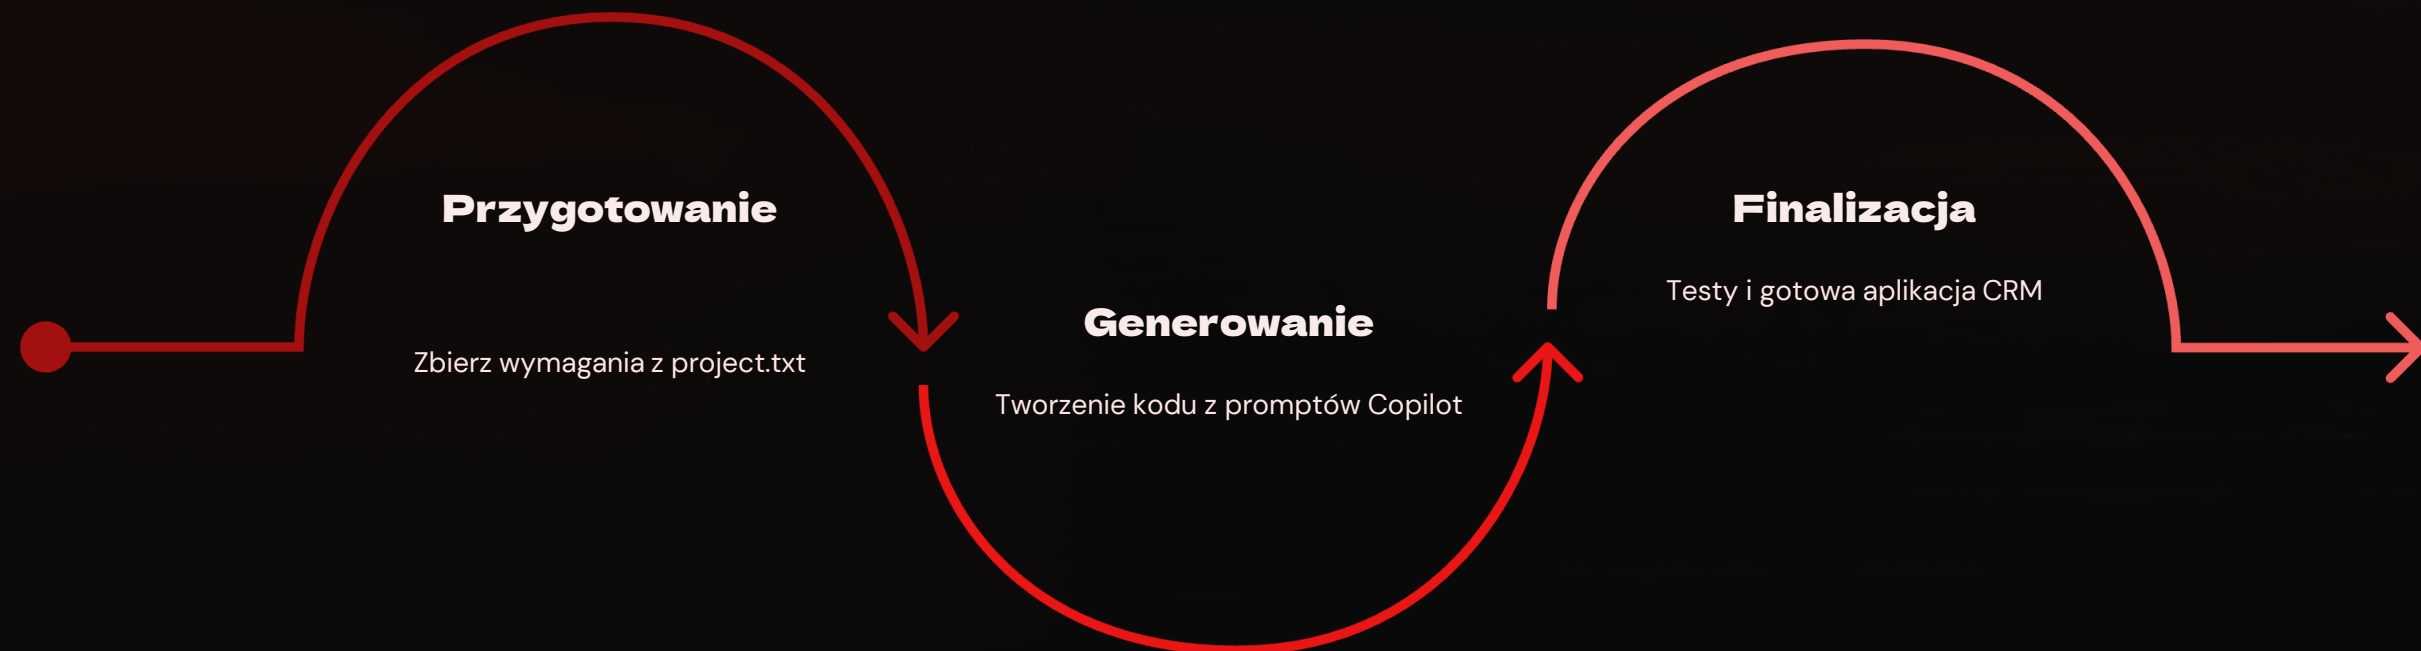 Przygotowanie
Zbierz wymagania z project.txt
Generowanie
Tworzenie kodu z promptów Copilot
Finalizacja
Testy i gotowa aplikacja CRM